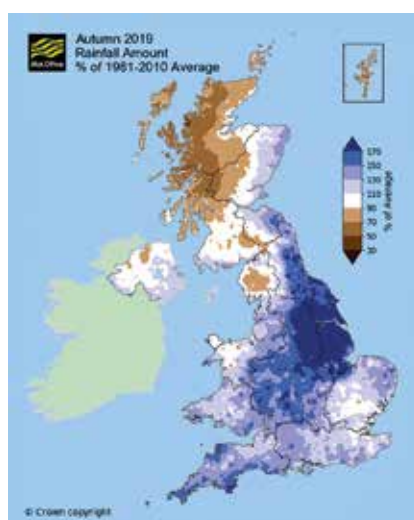 Met Office
Autumn 2019
Rainfall Amount
% of 1981-2010 Average
170
150
130
110
90
70
50
30
% of average
© Crown copyright